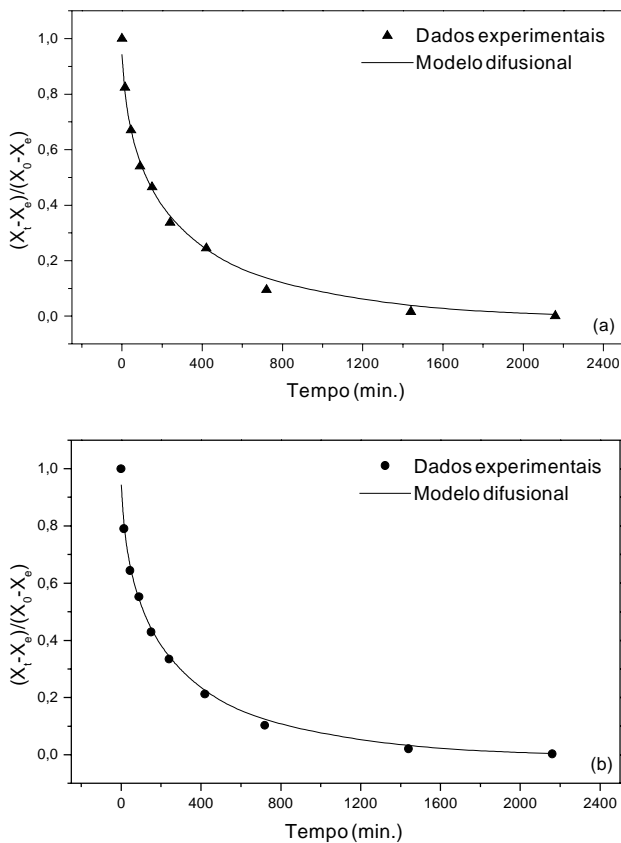 1,0
0,8
0,6
0,4
0,2
0,0
(X_t-X_e)/(X_0-X_e)
Dados experimentais
Modelo difusional
(a)
0 400 800 1200 1600 2000 2400
Tempo (min.)
1,0
0,8
0,6
0,4
0,2
0,0
(X_t-X_e)/(X_0-X_e)
Dados experimentais
Modelo difusional
(b)
0 400 800 1200 1600 2000 2400
Tempo (min.)